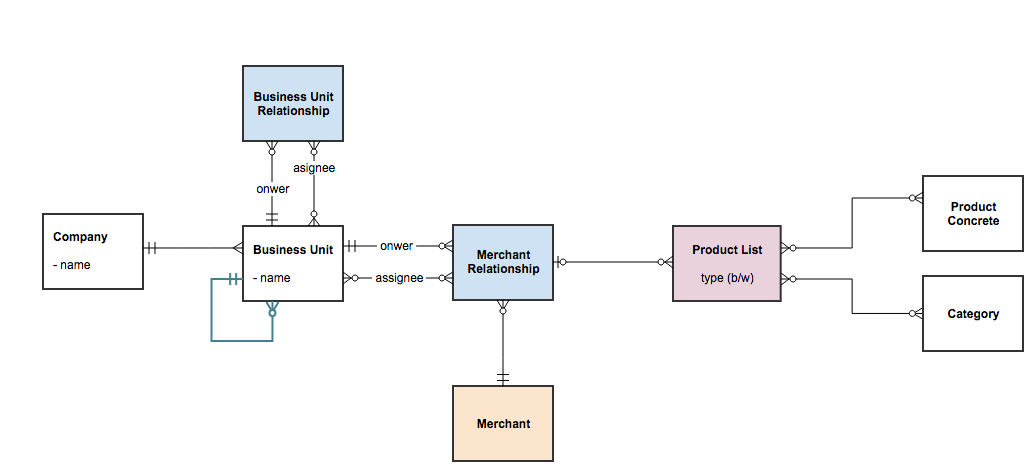 Business Unit
Relationship
asignee
onwer
Company
- name
Business Unit
- name
onwer
assignee
Merchant
Relationship
Product List
type (b/w)
Product
Concrete
Category
Merchant